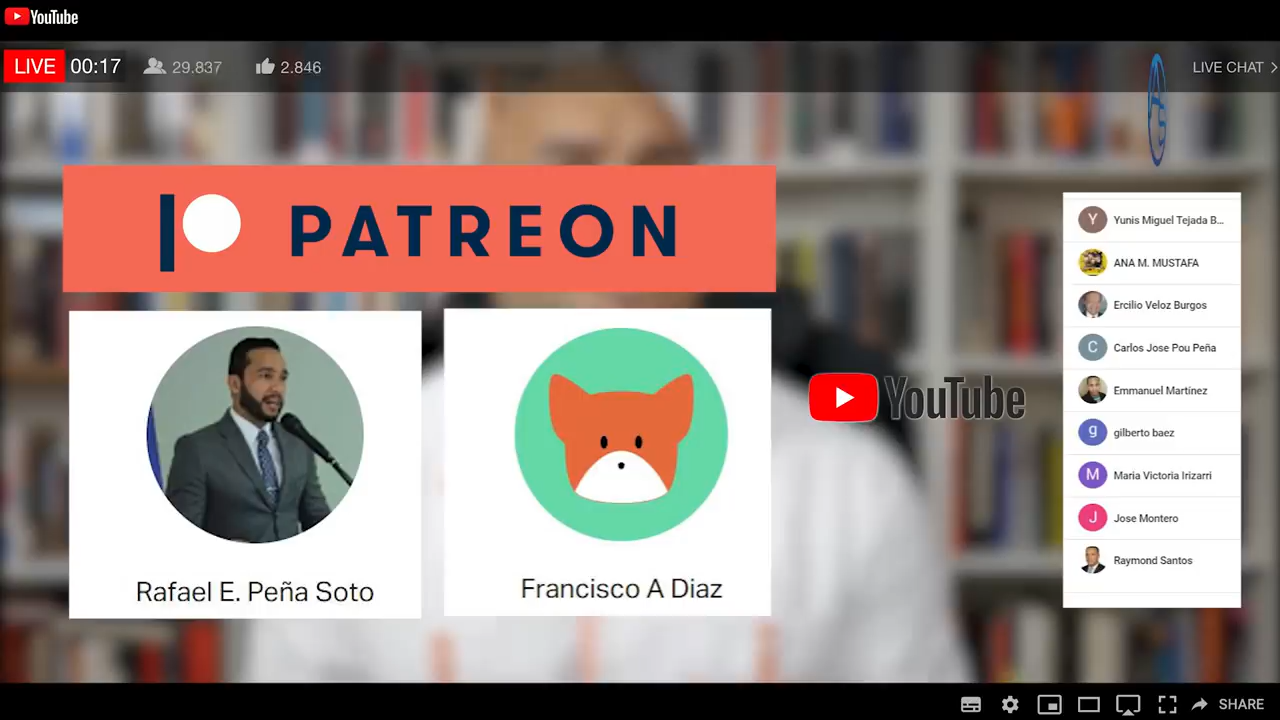 YouTube
LIVE 00:17 29.837 2.846
LIVE CHAT
AG
PATREON
Rafael E. Peña Soto
Francisco A Diaz
YouTube
Y Yunis Miguel Tejada B...
ANA M. MUSTAFA
Ercilio Veloz Burgos
C Carlos Jose Pou Peña
Emmanuel Martínez
g gilberto baez
M Maria Victoria Irizarri
J Jose Montero
Raymond Santos
SHARE